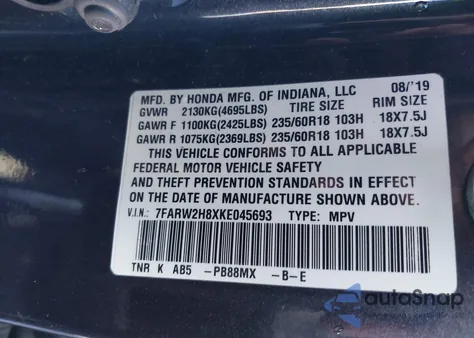 MFD. BY HONDA MFG. OF INDIANA, LLC 08/'19
GVWR 2130KG(4695LBS) TIRE SIZE RIM SIZE
GAWR F 1100KG(2425LBS) 235/60R18 103H 18X7.5J
GAWR R 1075KG(2369LBS) 235/60R18 103H 18X7.5J
THIS VEHICLE CONFORMS TO ALL APPLICABLE
FEDERAL MOTOR VEHICLE SAFETY
AND THEFT PREVENTION STANDARDS IN EFFECT
ON THE DATE OF MANUFACTURE SHOWN ABOVE.
V.I.N: 7FARW2H8XKE045693 TYPE: MPV
TNR K AB5 -PB88MX -B-E
autoSnap